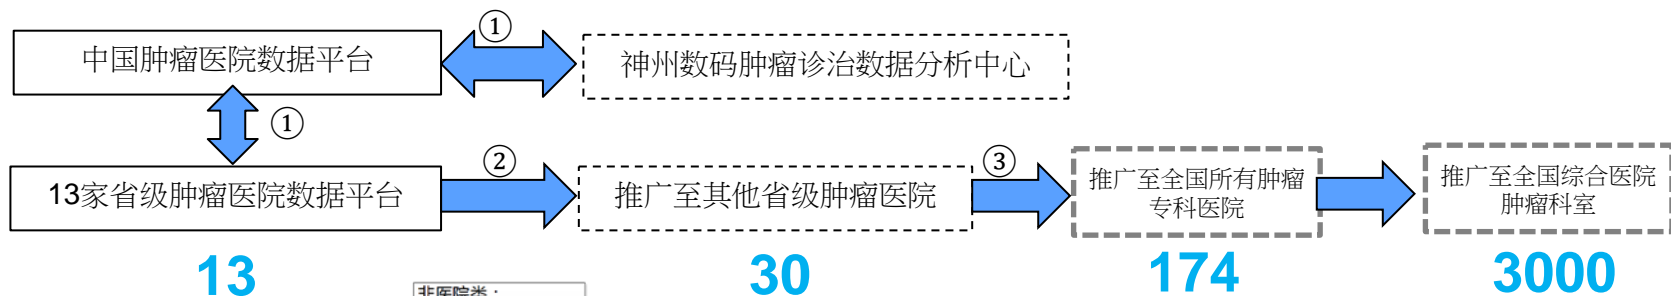 ①
中国肿瘤医院数据平台
神州数码肿瘤诊治数据分析中心
①
②
③
13家省级肿瘤医院数据平台
推广至其他省级肿瘤医院
推广至全国所有肿瘤
专科医院
推广至全国综合医院
肿瘤科室
13
30
174
3000
非医院类：